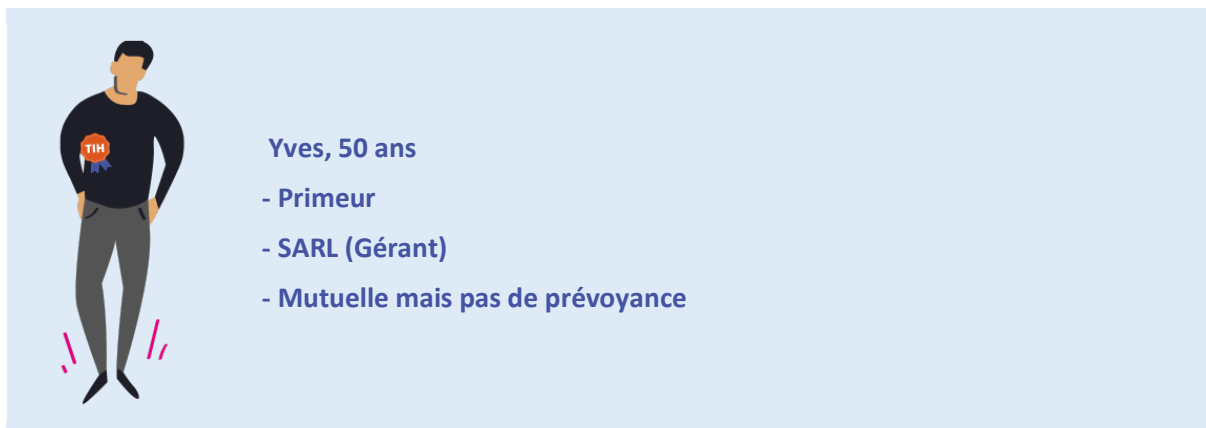 TIH
Yves, 50 ans
- Primeur
- SARL (Gérant)
- Mutuelle mais pas de prévoyance